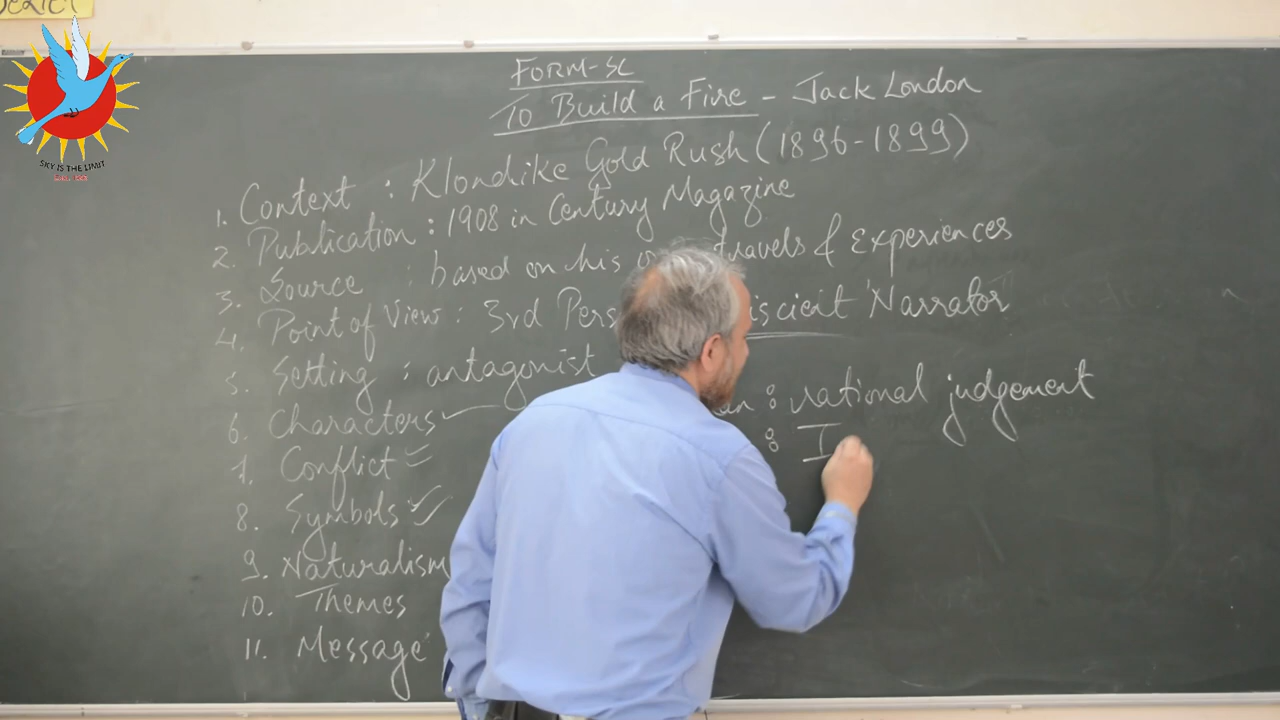 FORM-SC
To Build a Fire - Jack London
1. Context : Klondike Gold Rush (1896-1899)
2. Publication : 1908 in Century Magazine
3. Source : based on his travels & Experiences
4. Point of View : 3rd Pers iscient Narrator
5. Setting : antagonist
6. Characters an : rational judgement
: I
7. Conflict
8. Symbols
9. Naturalism
10. Themes
11. Message
SKY IS THE LIMIT